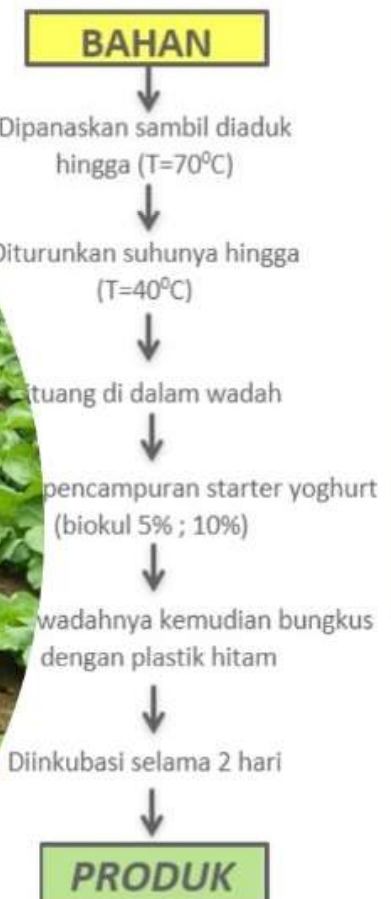 BAHAN
Dipanaskan sambil diaduk
hingga (T=70⁰C)
Diturunkan suhunya hingga
(T=40⁰C)
ituang di dalam wadah
pencampuran starter yoghurt
(biokul 5% ; 10%)
wadahnya kemudian bungkus
dengan plastik hitam
Diinkubasi selama 2 hari
PRODUK